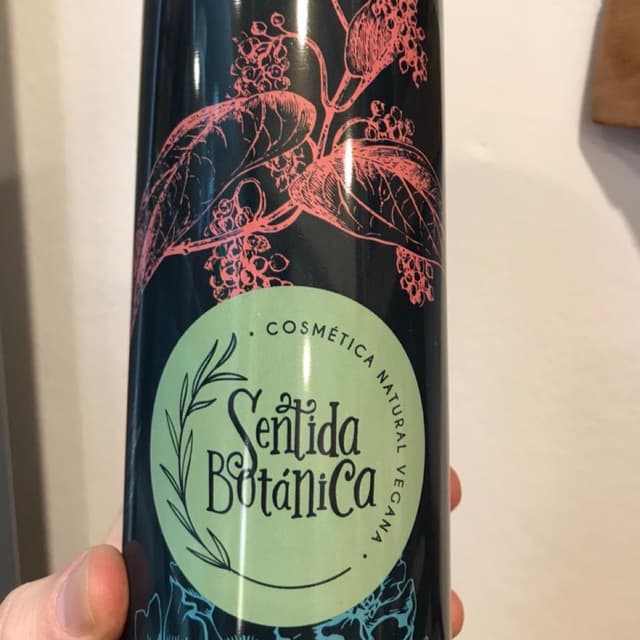 • COSMÉTICA NATURAL VEGANA •
Sentida
BotániCa